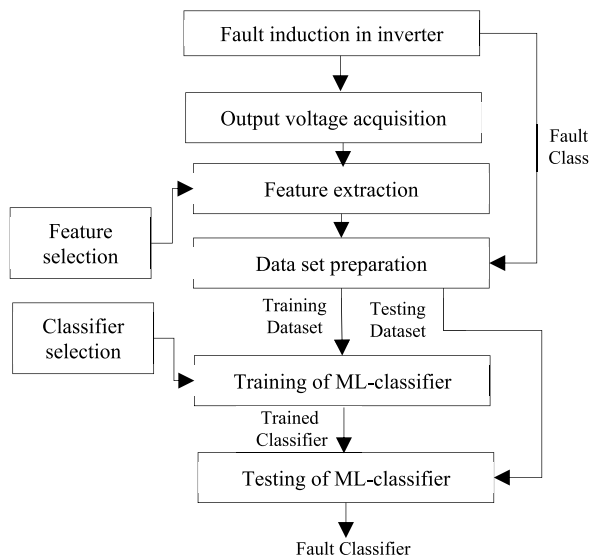 Fault induction in inverter
Output voltage acquisition
Fault
Class
Feature extraction
Feature
selection
Data set preparation
Training
Dataset
Testing
Dataset
Classifier
selection
Training of ML-classifier
Trained
Classifier
Testing of ML-classifier
Fault Classifier